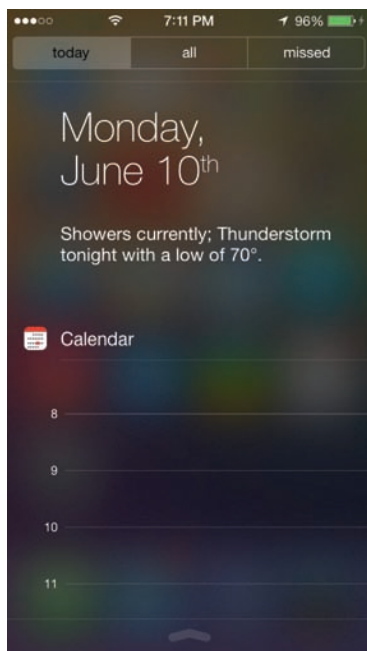 7:11 PM 96%
today all missed
Monday,
June 10th
Showers currently; Thunderstorm
tonight with a low of 70°.
Calendar
8
9
10
11